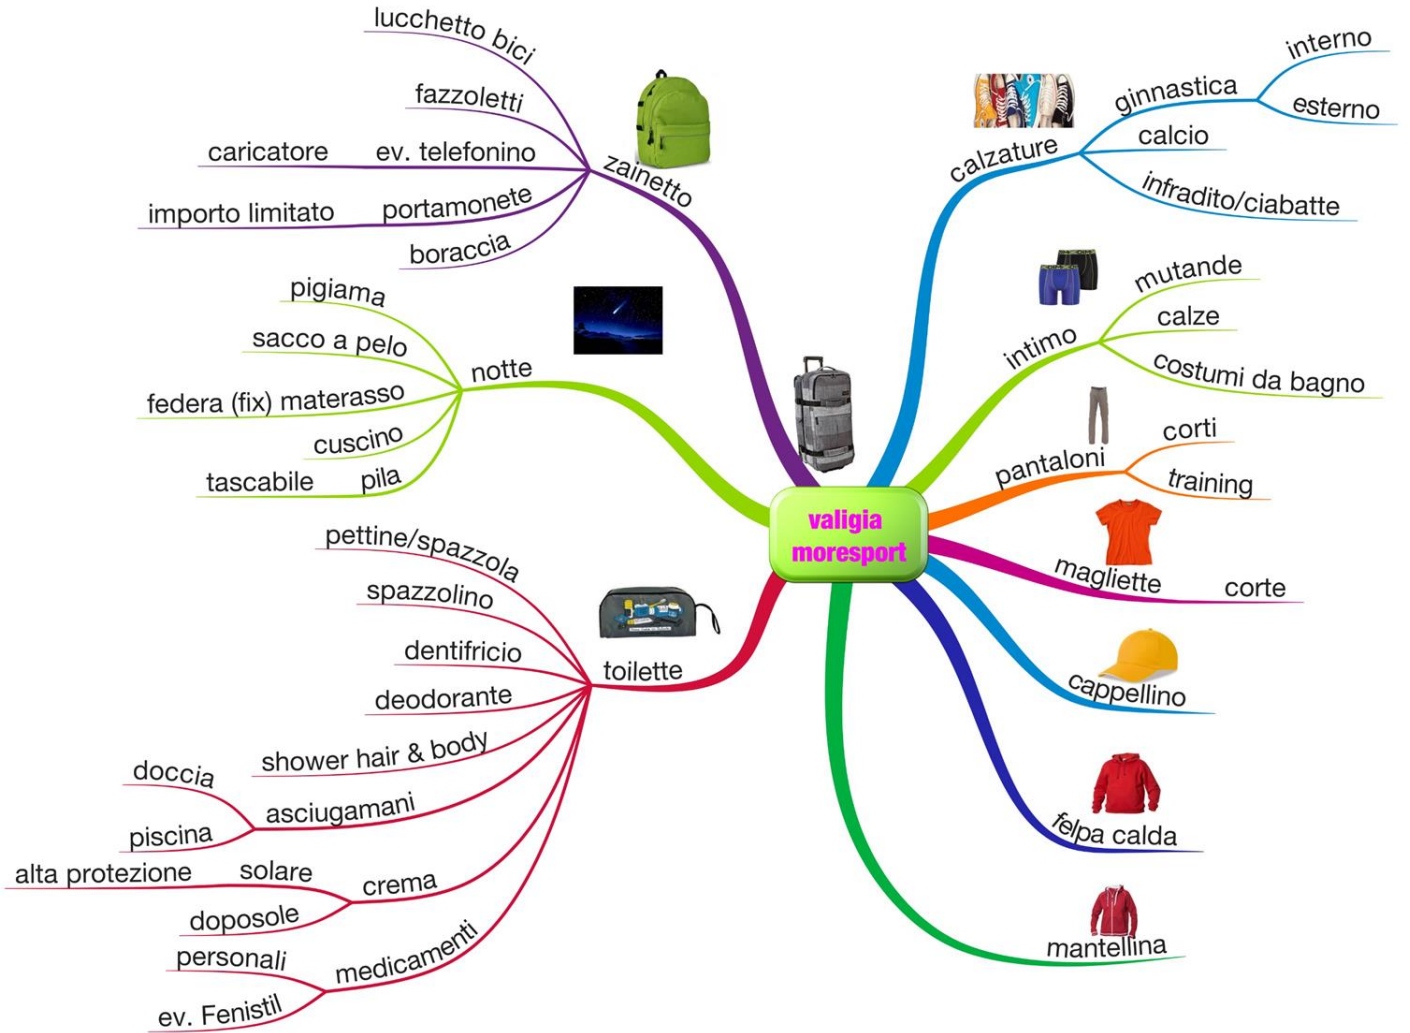 valigia
moresport
calzature
ginnastica
interno
esterno
calcio
infradito/ciabatte
intimo
mutande
calze
costumi da bagno
pantaloni
corti
training
magliette
corte
cappellino
felpa calda
mantellina
toilette
pettine/spazzola
spazzolino
dentifricio
deodorante
shower hair & body
asciugamani
doccia
piscina
crema
solare
alta protezione
doposole
medicamenti
personali
ev. Fenistil
notte
pigiama
sacco a pelo
federa (fix) materasso
cuscino
pila
tascabile
zainetto
lucchetto bici
fazzoletti
ev. telefonino
caricatore
portamonete
importo limitato
boraccia